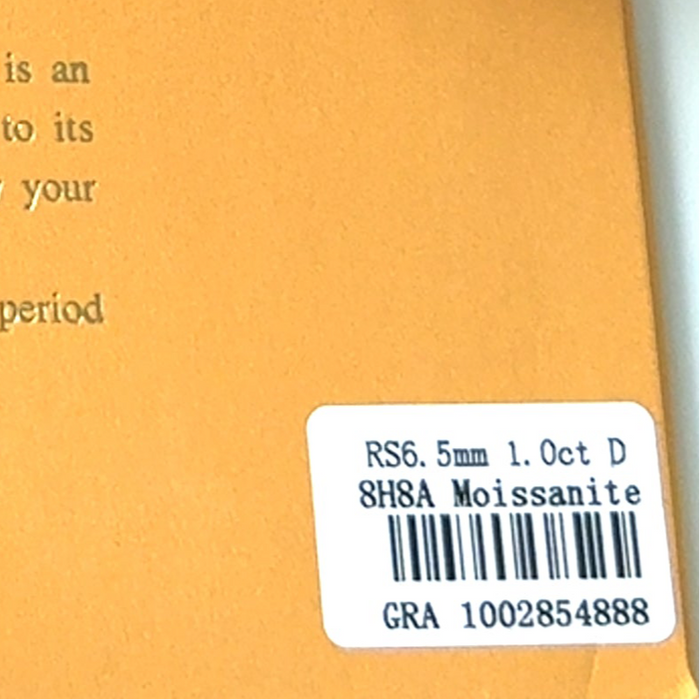 is an
to its
your
period
RS6.5mm 1.0ct D
8H8A Moissanite
GRA 1002854888